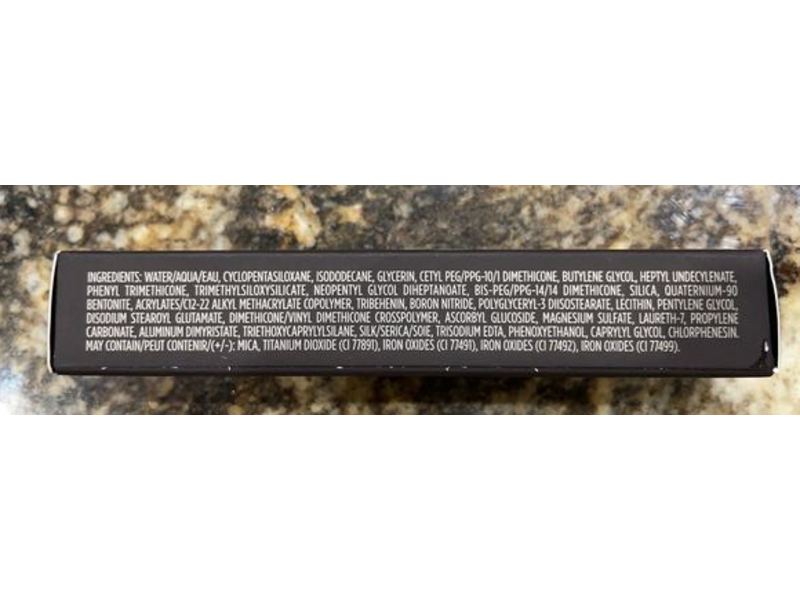 INGREDIENTS: WATER/AQUA/EAU, CYCLOPENTASILOXANE, ISODODECANE, GLYCERIN, CETYL PEG/PPG-10/1 DIMETHICONE, BUTYLENE GLYCOL, HEPTYL UNDECYLENATE,
PHENYL TRIMETHICONE, TRIMETHYLSILOXYSILICATE, NEOPENTYL GLYCOL DIHEPTANOATE, BIS-PEG/PPG-14/14 DIMETHICONE, SILICA, QUATERNIUM-90
BENTONITE, ACRYLATES/C12-22 ALKYL METHACRYLATE COPOLYMER, TRIBEHENIN, BORON NITRIDE, POLYGLYCERYL-3 DIISOSTEARATE, LECITHIN, PENTYLENE GLYCOL,
DISODIUM STEAROYL GLUTAMATE, DIMETHICONE/VINYL DIMETHICONE CROSSPOLYMER, ASCORBYL GLUCOSIDE, MAGNESIUM SULFATE, LAURETH-7, PROPYLENE
CARBONATE, ALUMINUM DIMYRISTATE, TRIETHOXYCAPRYLYLSILANE, SILK/SERICA/SOIE, TRISODIUM EDTA, PHENOXYETHANOL, CAPRYLYL GLYCOL, CHLORPHENESIN.
MAY CONTAIN/PEUT CONTENIR/(+/-): MICA, TITANIUM DIOXIDE (CI 77891), IRON OXIDES (CI 77491), IRON OXIDES (CI 77492), IRON OXIDES (CI 77499).